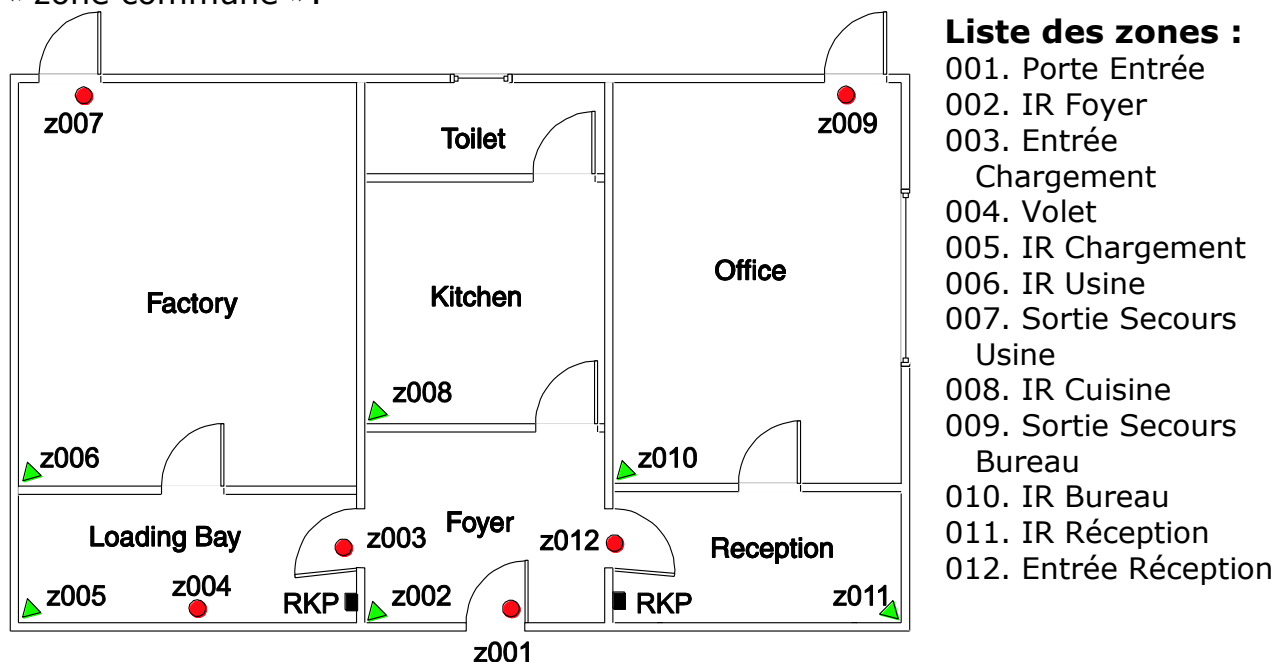 « zone commune ».
Liste des zones :
001. Porte Entrée
002. IR Foyer
003. Entrée
Chargement
004. Volet
005. IR Chargement
006. IR Usine
007. Sortie Secours
Usine
008. IR Cuisine
009. Sortie Secours
Bureau
010. IR Bureau
011. IR Réception
012. Entrée Réception
z007
Toilet
z009
Factory
Kitchen
Office
z008
z006
z010
Loading Bay
z003
Foyer
z012
Reception
z005
z004
RKP
z002
RKP
z011
z001